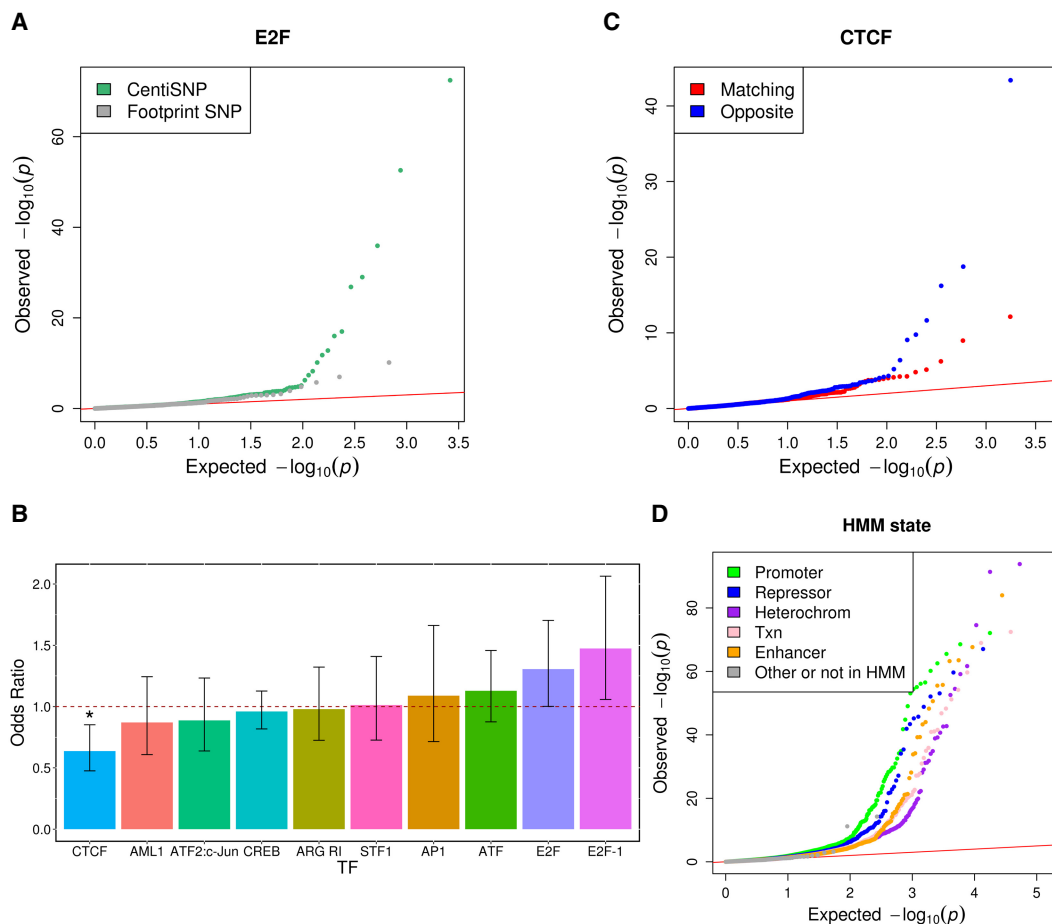 A
E2F
CentiSNP
Footprint SNP
Observed −log10(p)
0
20
40
60
0.0 0.5 1.0 1.5 2.0 2.5 3.0 3.5
Expected −log10(p)
C
CTCF
Matching
Opposite
Observed −log10(p)
0
10
20
30
40
0.0 0.5 1.0 1.5 2.0 2.5 3.0 3.5
Expected −log10(p)
B
Odds Ratio
2.0
1.5
1.0
0.5
0.0
*
CTCF AML1 ATF2:c-Jun CREB ARG RI STF1 AP1 ATF E2F E2F-1
TF
D
HMM state
Promoter
Repressor
Heterochrom
Txn
Enhancer
Other or not in HMM
Observed −log10(p)
0
20
40
60
80
0 1 2 3 4 5
Expected −log10(p)